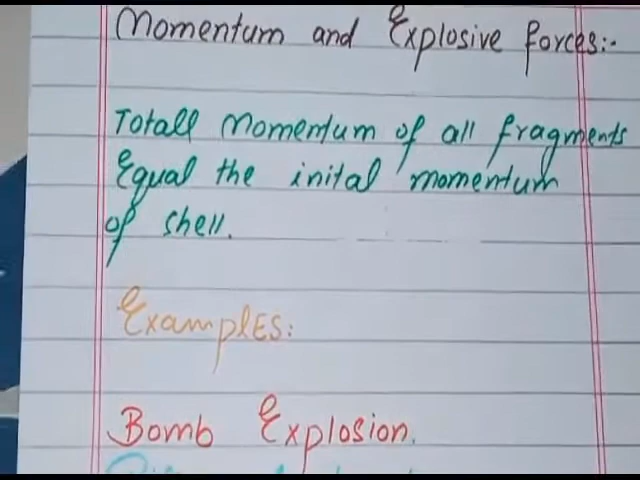 Momentum and Explosive forces:-
Totall momentum of all fragments
Equal the inital momentum
of shell.
Examples:
Bomb Explosion.